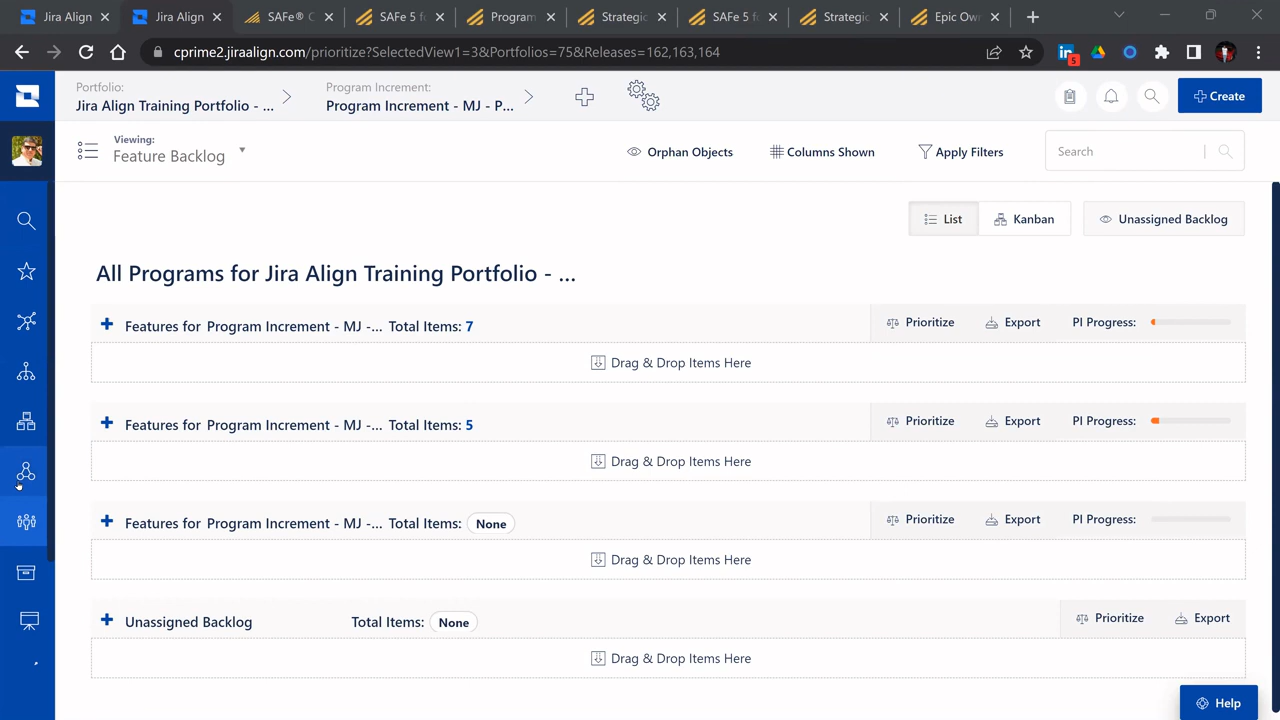 Jira Align
Jira Align
SAFe® C
SAFe 5 fo
Program
Strategic
SAFe 5 f
Strategic
Epic Own
cprime2.jiraalign.com/prioritize?SelectedView1=3&Portfolios=75&Releases=162,163,164
5
Portfolio:
Jira Align Training Portfolio - ...
Program Increment:
Program Increment - MJ - P...
Create
Viewing:
Feature Backlog
Orphan Objects
Columns Shown
Apply Filters
Search
List
Kanban
Unassigned Backlog
All Programs for Jira Align Training Portfolio - ...
Features for Program Increment - MJ -... Total Items: 7
Prioritize
Export
PI Progress:
Drag & Drop Items Here
Features for Program Increment - MJ -... Total Items: 5
Prioritize
Export
PI Progress:
Drag & Drop Items Here
Features for Program Increment - MJ -... Total Items: None
Prioritize
Export
PI Progress:
Drag & Drop Items Here
Unassigned Backlog Total Items: None
Prioritize
Export
Drag & Drop Items Here
Help